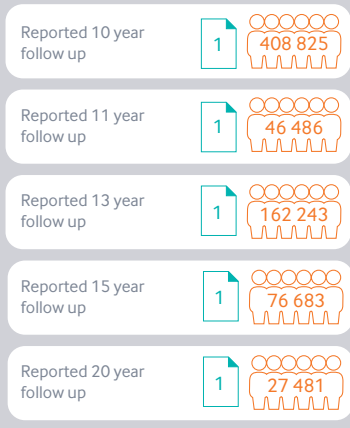 Reported 10 year
follow up
1
408 825
Reported 11 year
follow up
1
46 486
Reported 13 year
follow up
1
162 243
Reported 15 year
follow up
1
76 683
Reported 20 year
follow up
1
27 481